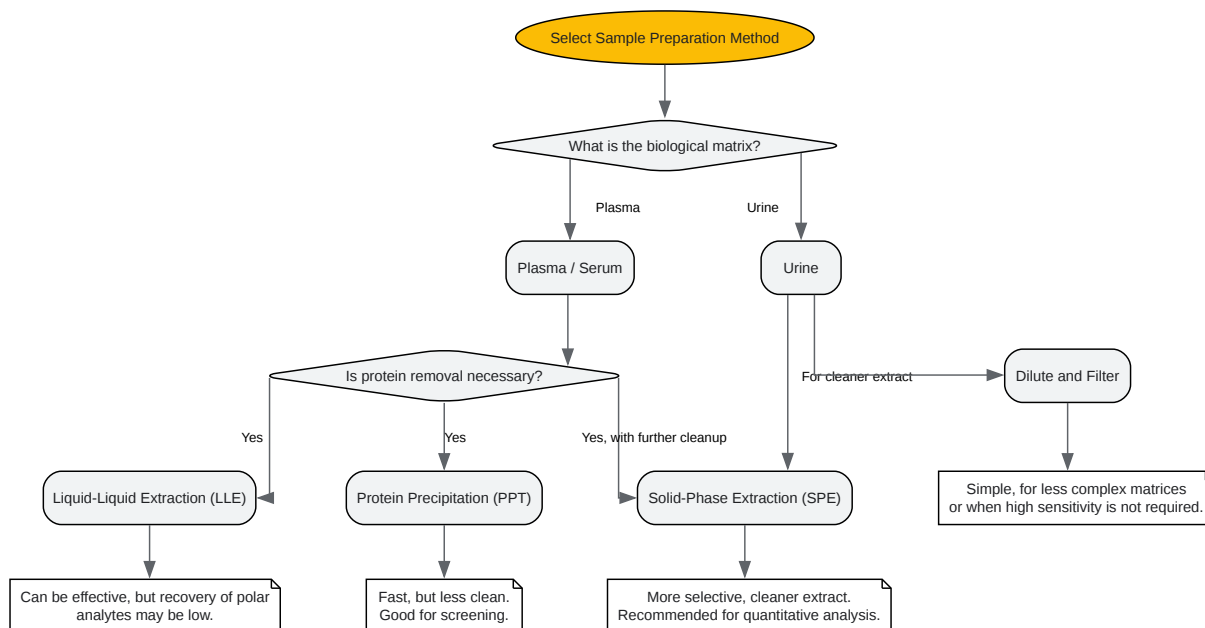 Select Sample Preparation Method
What is the biological matrix?
Plasma
Urine
Plasma / Serum
Urine
Is protein removal necessary?
For cleaner extract
Dilute and Filter
Yes
Yes
Yes, with further cleanup
Liquid-Liquid Extraction (LLE)
Protein Precipitation (PPT)
Solid-Phase Extraction (SPE)
Simple, for less complex matrices
or when high sensitivity is not required.
Can be effective, but recovery of polar
analytes may be low.
Fast, but less clean.
Good for screening.
More selective, cleaner extract.
Recommended for quantitative analysis.